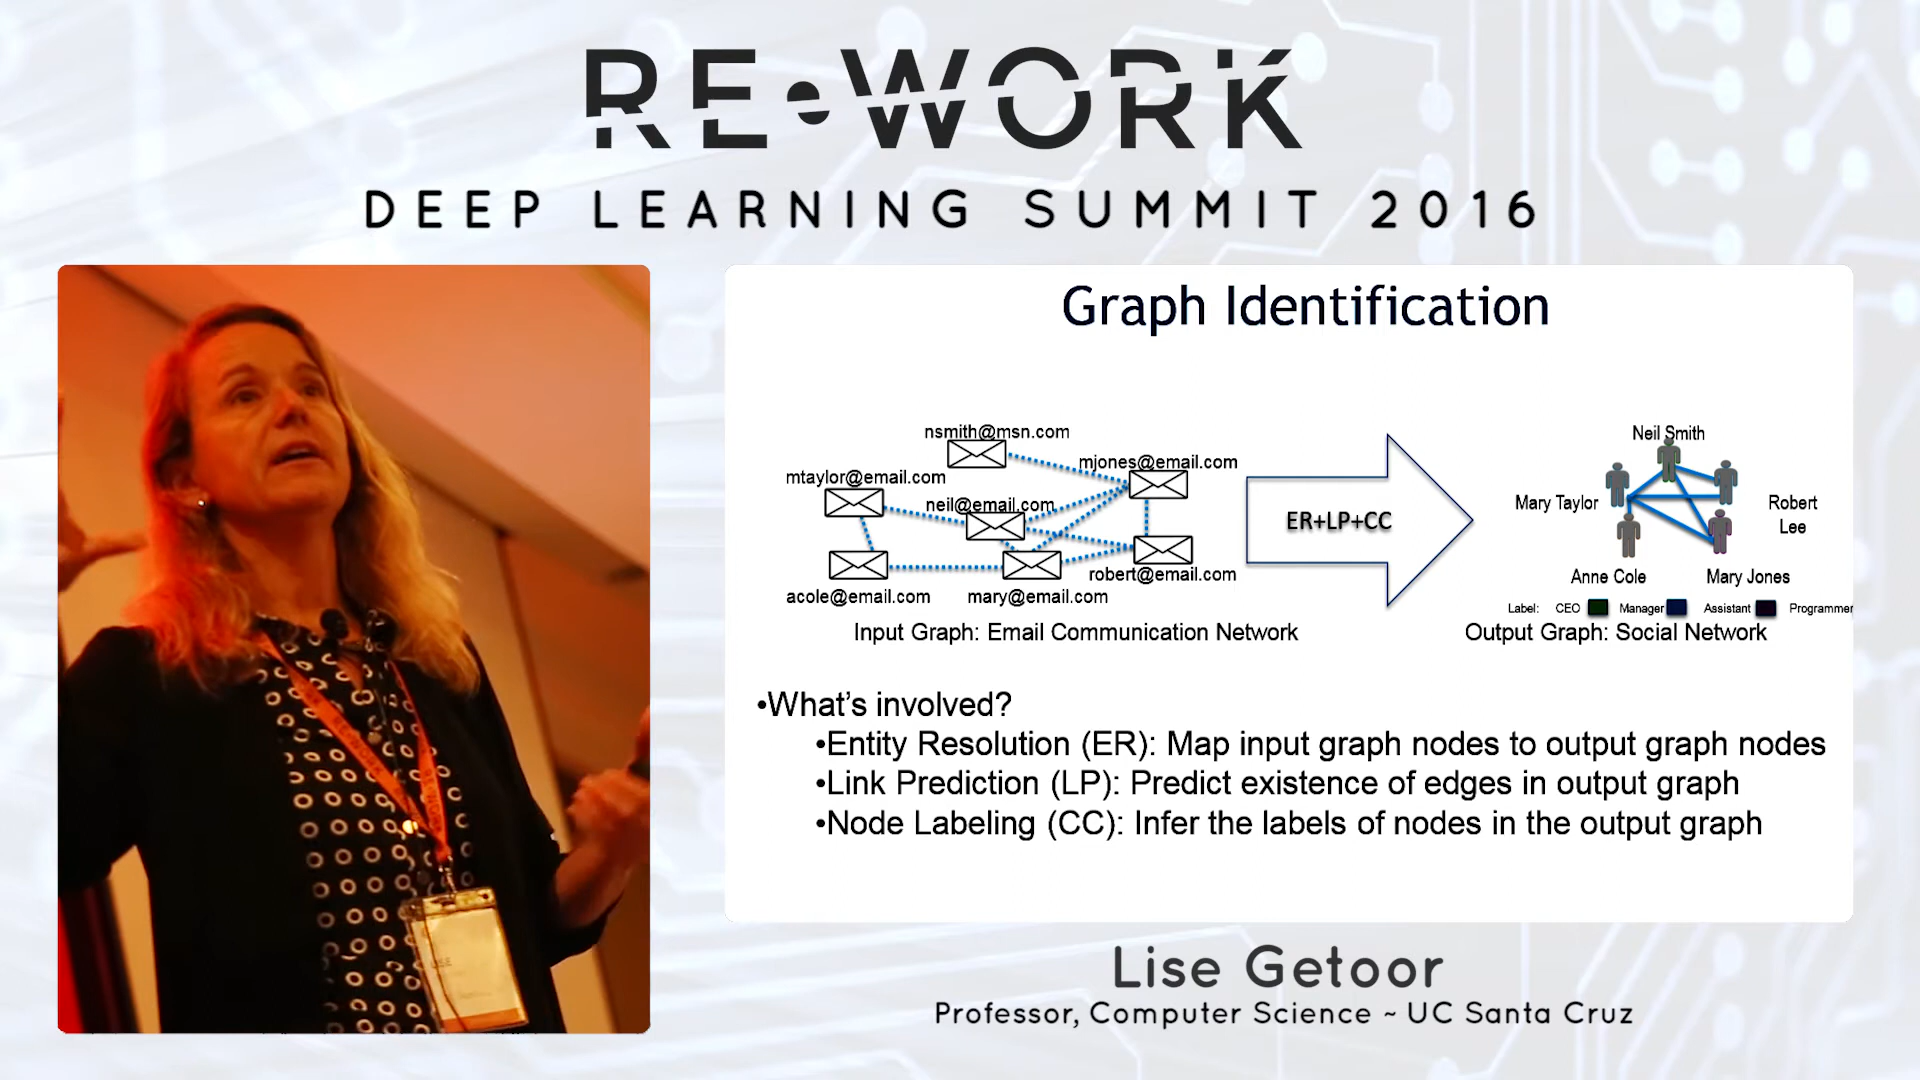 RE•WORK
DEEP LEARNING SUMMIT 2016
Graph Identification
nsmith@msn.com
mjones@email.com
mtaylor@email.com
neil@email.com
robert@email.com
acole@email.com
mary@email.com
Input Graph: Email Communication Network
ER+LP+CC
Neil Smith
Mary Taylor
Robert
Lee
Anne Cole
Mary Jones
Label: CEO Manager Assistant Programmer
Output Graph: Social Network
•What's involved?
•Entity Resolution (ER): Map input graph nodes to output graph nodes
•Link Prediction (LP): Predict existence of edges in output graph
•Node Labeling (CC): Infer the labels of nodes in the output graph
Lise Getoor
Professor, Computer Science ~ UC Santa Cruz